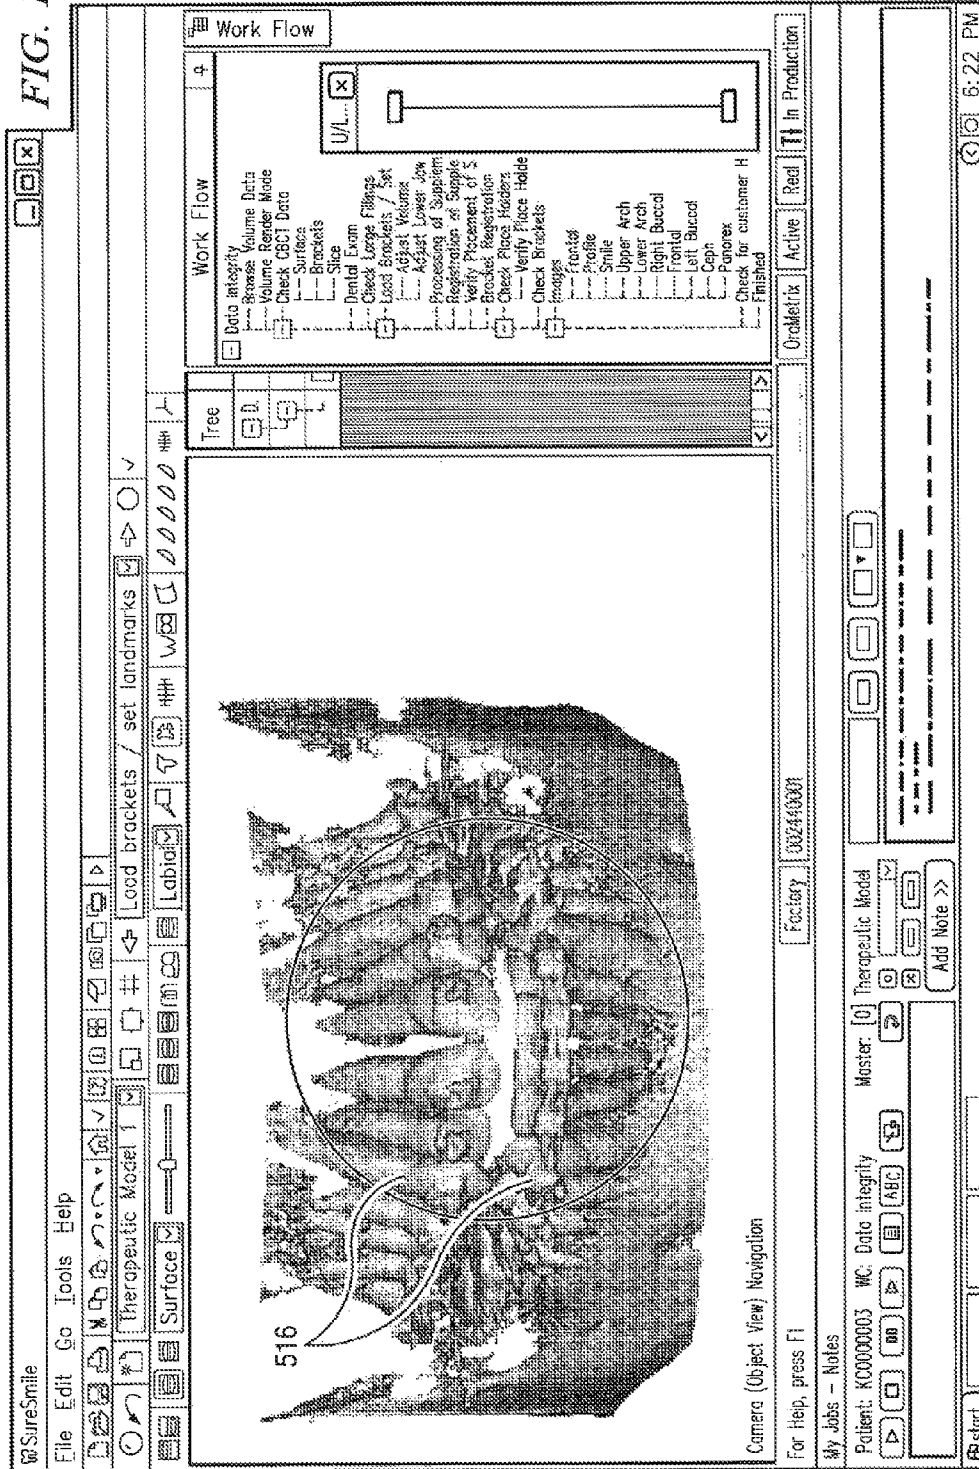 FIG.
SureSmile
File Edit Go Tools Help
Therapeutic Model 1
Load brackets / set landmarks
Surface
Labial
Tree
D.
Work Flow
Work Flow
Data Integrity
Browse Volume Data
Volume Render Mode
Check CBCT Data
Surface
Brackets
Slice
Dental Exam
Check Large Fillings
Load Brackets / Set
Adjust Volume
Adjust Lower Jaw
Processing of Supplem
Registration of Supple
Verify Placement of S
Bracket Registration
Check Place Holders
Verify Place Holde
Check Brackets
Images
Frontal
Profile
Smile
Upper Arch
Lower Arch
Right Buccal
Frontal
Left Buccal
Ceph
Panorex
Check for customer H
Finished
U/L...
516
Camera (Object View) Navigation
For Help, press F1
Factory
002440001
OraMetrix
Active
Real
In Production
My Jobs - Notes
Patient: KC0000003 WC: Data Integrity Master: [0] Therapeutic Model
ABC
Add Note >>
start
6:22 PM